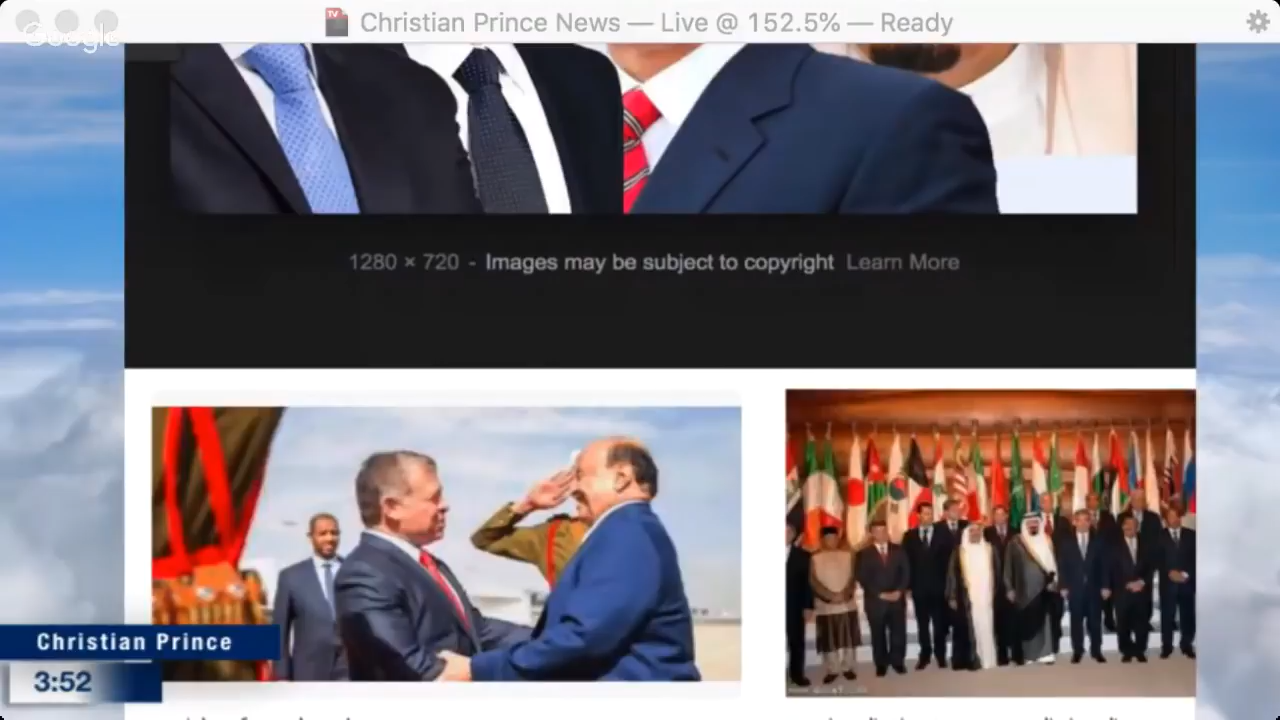 Christian Prince News — Live @ 152.5% — Ready
Google
1280 × 720 - Images may be subject to copyright Learn More
Christian Prince
3:52